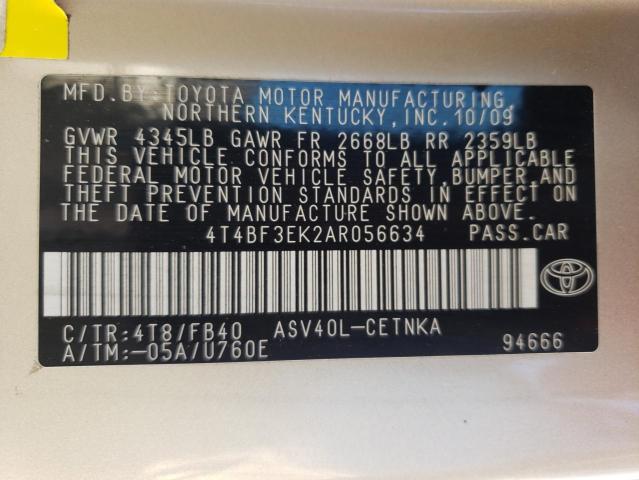 MFD. BY:TOYOTA MOTOR MANUFACTURING,
NORTHERN KENTUCKY, INC. 10/09
GVWR 4345LB GAWR FR 2668LB RR 2359LB
THIS VEHICLE CONFORMS TO ALL APPLICABLE
FEDERAL MOTOR VEHICLE SAFETY, BUMPER, AND
THEFT PREVENTION STANDARDS IN EFFECT ON
THE DATE OF MANUFACTURE SHOWN ABOVE.
4T4BF3EK2AR056634 PASS.CAR
C/TR:4T8/FB40 ASV40L-CETNKA
A/TM:-05A/U760E 94666